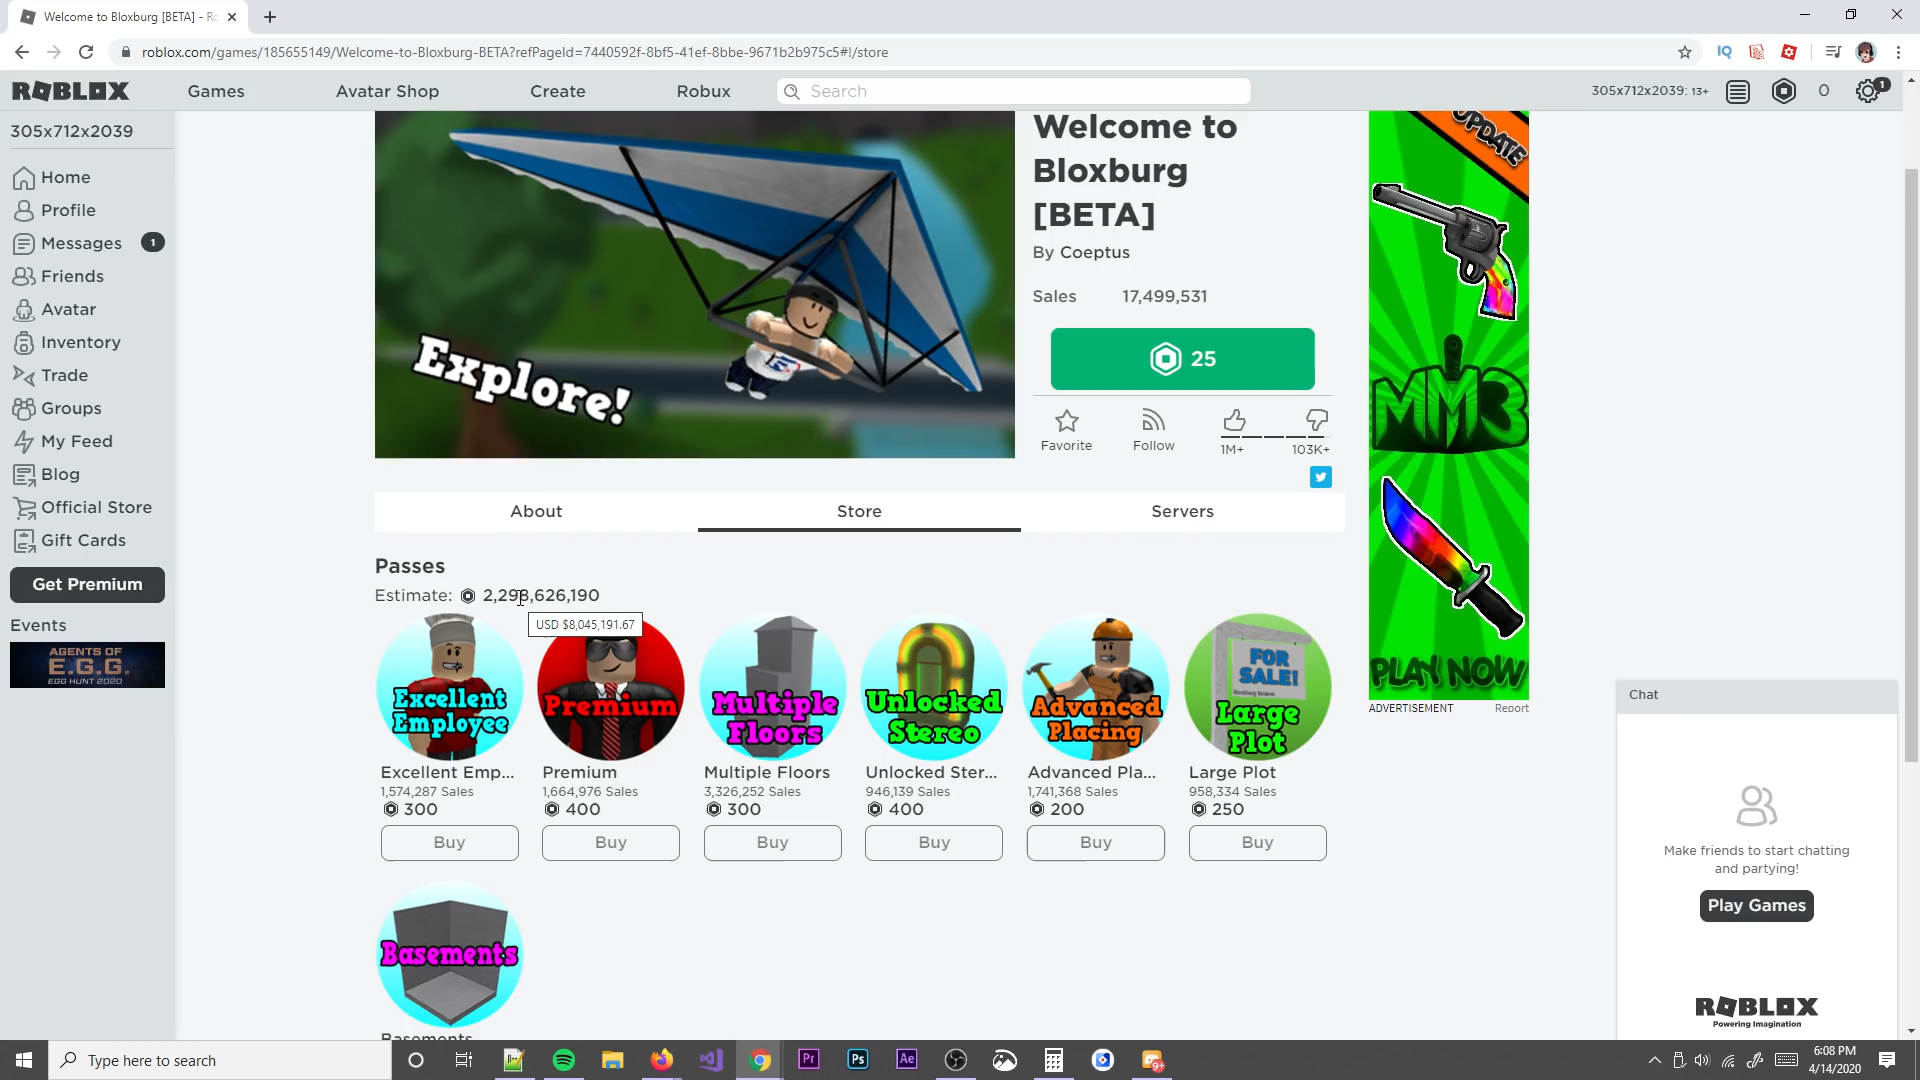 Welcome to Bloxburg [BETA] - Ro
roblox.com/games/185655149/Welcome-to-Bloxburg-BETA?refPageId=7440592f-8bf5-41ef-8bbe-9671b2b975c5#!/store
ROBLOX
Games
Avatar Shop
Create
Robux
Search
305x712x2039: 13+
0
1
305x712x2039
Home
Profile
Messages
1
Friends
Avatar
Inventory
Trade
Groups
My Feed
Blog
Official Store
Gift Cards
Get Premium
Events
AGENTS OF
E.G.G.
EGG HUNT 2020
Explore!
Welcome to
Bloxburg
[BETA]
By Coeptus
Sales 17,499,531
25
Favorite
Follow
1M+
103K+
About
Store
Servers
Passes
Estimate: 2,298,626,190
USD $8,045,191.67
Excellent Employee
Premium
Multiple Floors
Unlocked Stereo
Advanced Placing
FOR SALE!
Large Plot
Excellent Emp...
1,574,287 Sales
300
Buy
Premium
1,664,976 Sales
400
Buy
Multiple Floors
3,326,252 Sales
300
Buy
Unlocked Ster...
946,139 Sales
400
Buy
Advanced Pla...
1,741,368 Sales
200
Buy
Large Plot
958,334 Sales
250
Buy
Basements
Basements
UPDATE
MM3
PLAY NOW
ADVERTISEMENT
Report
Chat
Make friends to start chatting
and partying!
Play Games
ROBLOX
Powering Imagination
Type here to search
Pr
Ps
Ae
9+
6:08 PM
4/14/2020